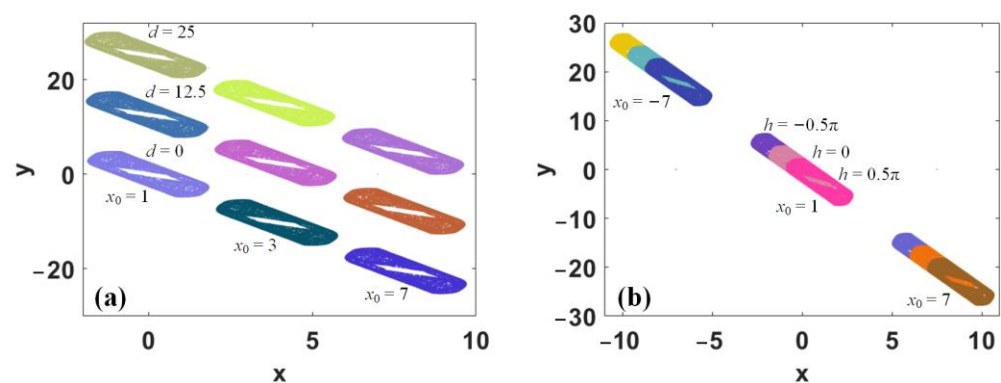 d = 25
d = 12.5
d = 0
x₀ = 1
x₀ = 3
x₀ = 7
20
0
−20
y
(a)
0
5
10
x
30
20
10
0
−10
−20
−30
y
x₀ = −7
h = −0.5π
h = 0
h = 0.5π
x₀ = 1
x₀ = 7
(b)
−10
−5
0
5
10
x